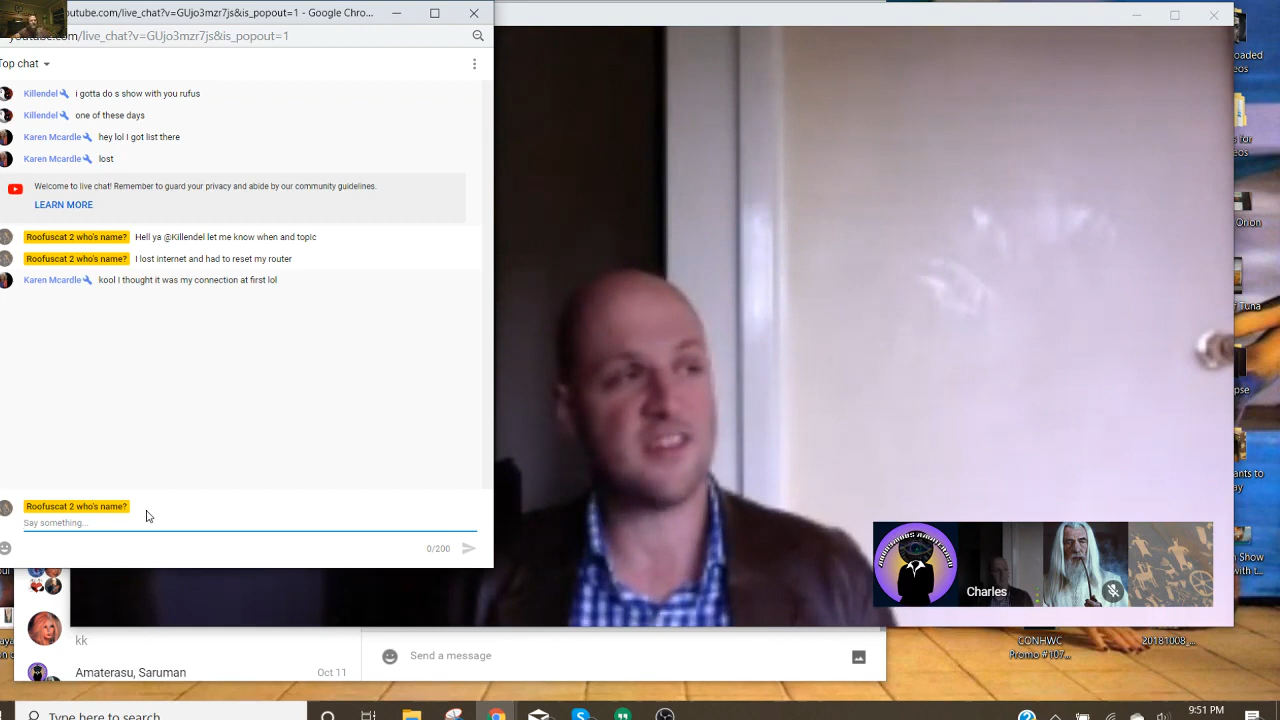 youtube.com/live_chat?v=GUjo3mzr7js&is_popout=1 - Google Chro...
youtube.com/live_chat?v=GUjo3mzr7js&is_popout=1
Top chat
Killendel i gotta do s show with you rufus
Killendel one of these days
Karen Mcardle hey lol I got list there
Karen Mcardle lost
Welcome to live chat! Remember to guard your privacy and abide by our community guidelines.
LEARN MORE
Roofuscat 2 who's name? Hell ya @Killendel let me know when and topic
Roofuscat 2 who's name? I lost internet and had to reset my router
Karen Mcardle kool I thought it was my connection at first lol
Roofuscat 2 who's name?
Say something...
0/200
Charles
kk
Send a message
Amaterasu, Saruman Oct 11
CONHWC
Promo #107...
20181008_...
Type here to search
9:51 PM